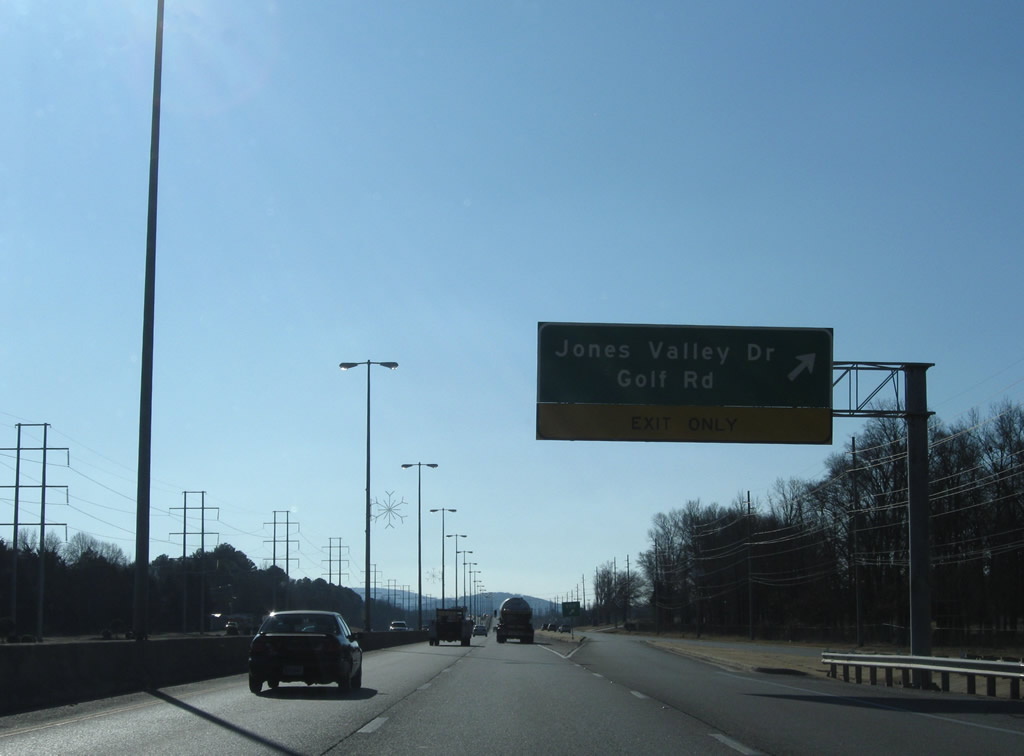 Jones Valley Dr
Golf Rd
EXIT ONLY